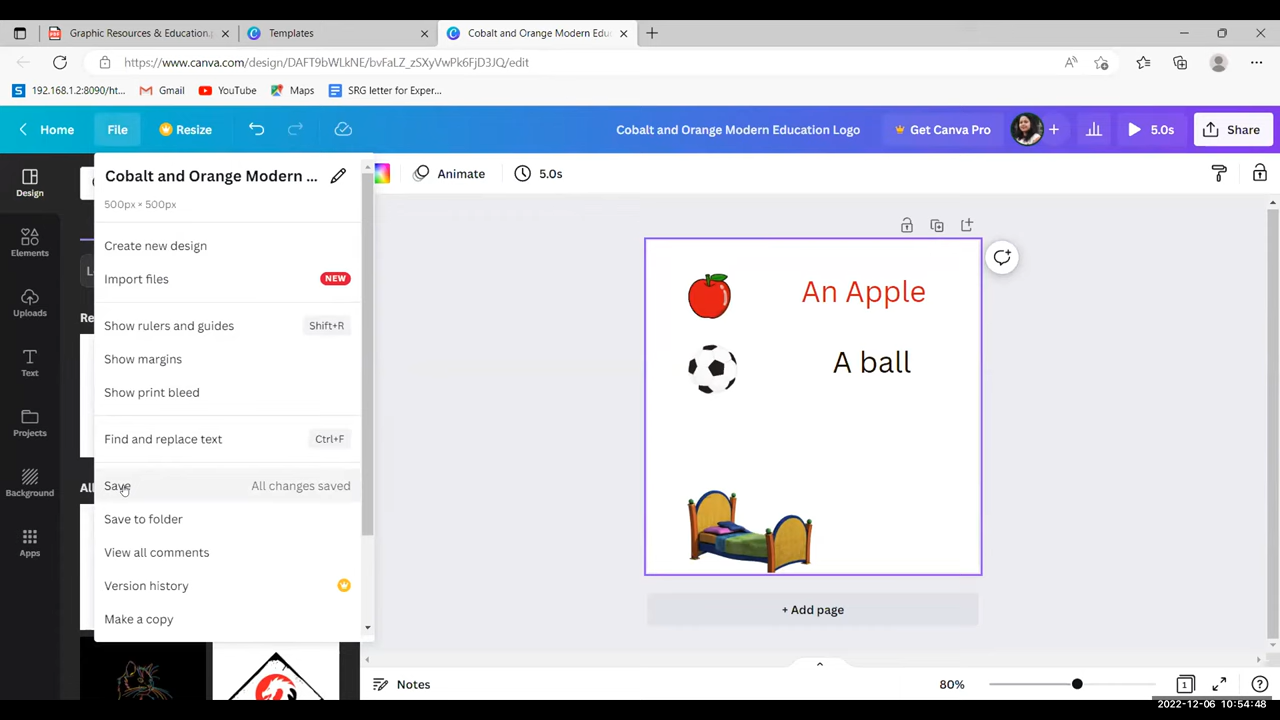 Graphic Resources & Education.
Templates
Cobalt and Orange Modern Edu
https://www.canva.com/design/DAFT9bWLkNE/bvFaLZ_zSXyVwPk6FjD3JQ/edit
192.168.1.2:8090/ht...
Gmail
YouTube
Maps
SRG letter for Exper...
Home
File
Resize
Cobalt and Orange Modern Education Logo
Get Canva Pro
5.0s
Share
Design
Elements
Uploads
Text
Projects
Background
Apps
Cobalt and Orange Modern ...
500px × 500px
Create new design
Import files NEW
Show rulers and guides Shift+R
Show margins
Show print bleed
Find and replace text Ctrl+F
Save All changes saved
Save to folder
View all comments
Version history
Make a copy
Animate
5.0s
An Apple
A ball
+ Add page
Notes
80%
1
2022-12-06 10:54:48